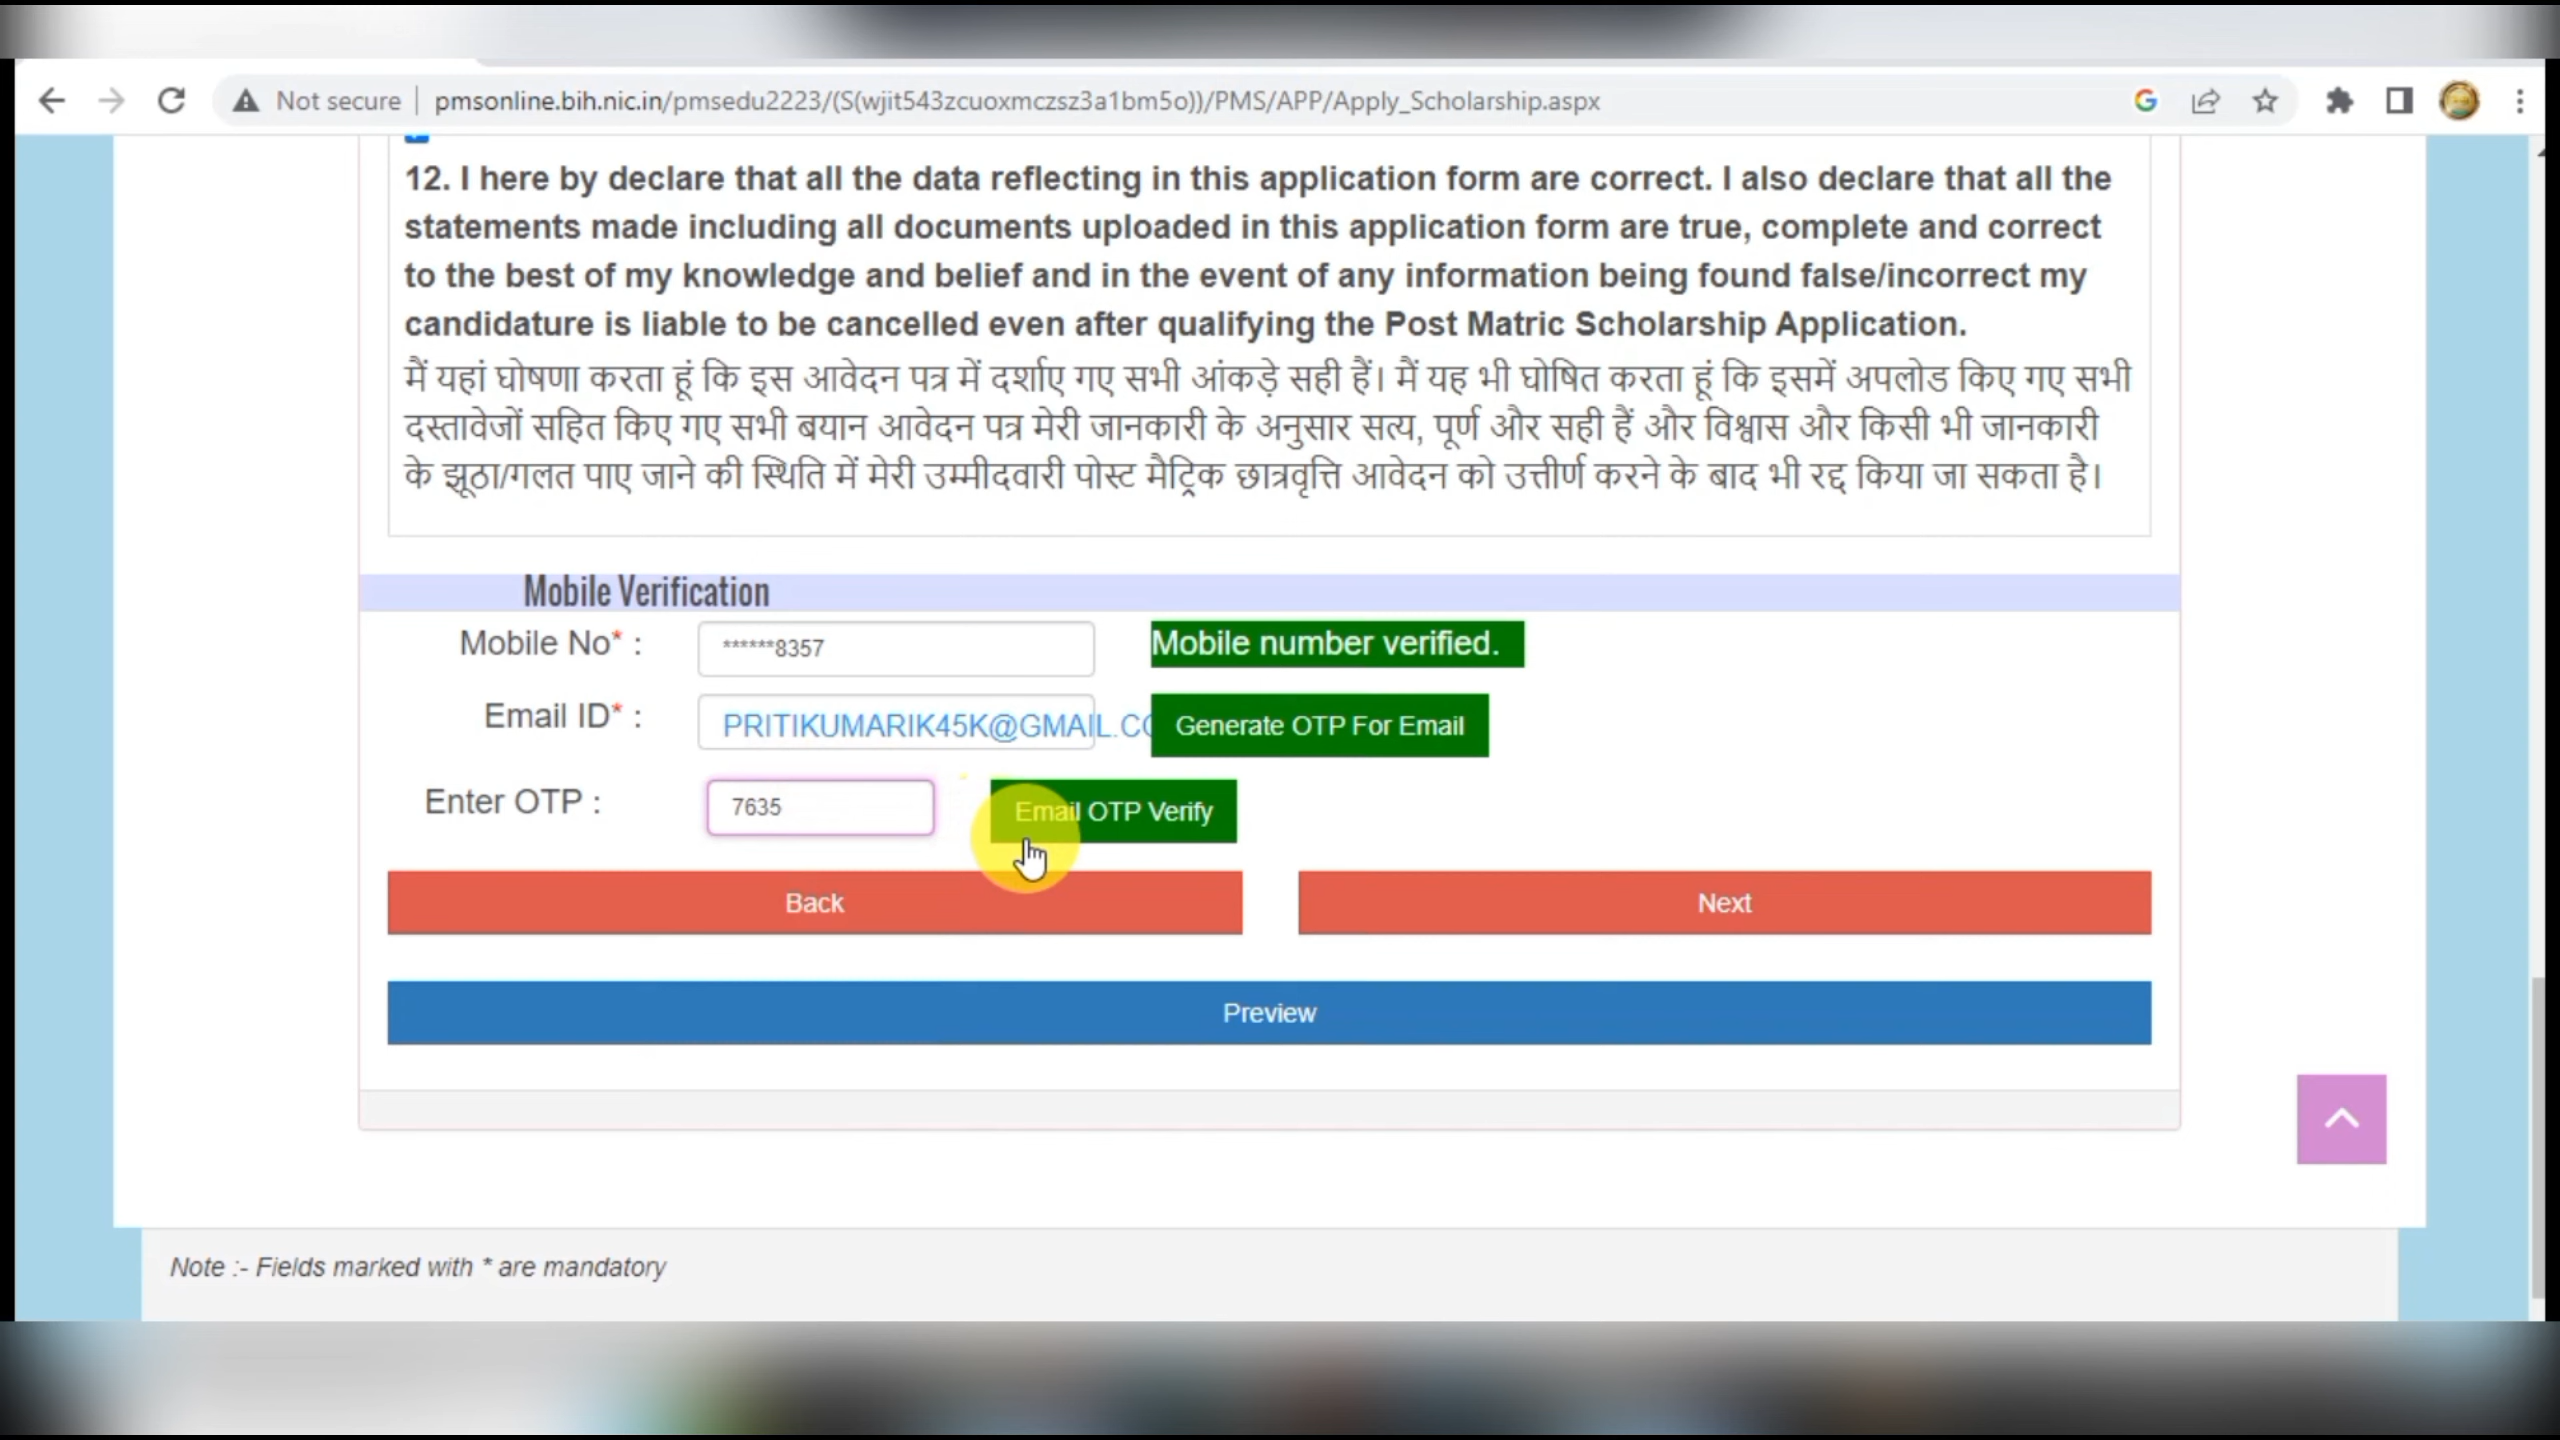 Not secure | pmsonline.bih.nic.in/pmsedu2223/(S(wjit543zcuoxmczsz3a1bm5o))/PMS/APP/Apply_Scholarship.aspx
12. I here by declare that all the data reflecting in this application form are correct. I also declare that all the
statements made including all documents uploaded in this application form are true, complete and correct
to the best of my knowledge and belief and in the event of any information being found false/incorrect my
candidature is liable to be cancelled even after qualifying the Post Matric Scholarship Application.
मैं यहां घोषणा करता हूं कि इस आवेदन पत्र में दर्शाए गए सभी आंकड़े सही हैं। मैं यह भी घोषित करता हूं कि इसमें अपलोड किए गए सभी
दस्तावेजों सहित किए गए सभी बयान आवेदन पत्र मेरी जानकारी के अनुसार सत्य, पूर्ण और सही हैं और विश्वास और किसी भी जानकारी
के झूठा/गलत पाए जाने की स्थिति में मेरी उम्मीदवारी पोस्ट मैट्रिक छात्रवृत्ति आवेदन को उत्तीर्ण करने के बाद भी रद्द किया जा सकता है।
Mobile Verification
Mobile No* : ******8357 Mobile number verified.
Email ID* : PRITIKUMARIK45K@GMAIL.CO Generate OTP For Email
Enter OTP : 7635 Email OTP Verify
Back Next
Preview
Note :- Fields marked with * are mandatory